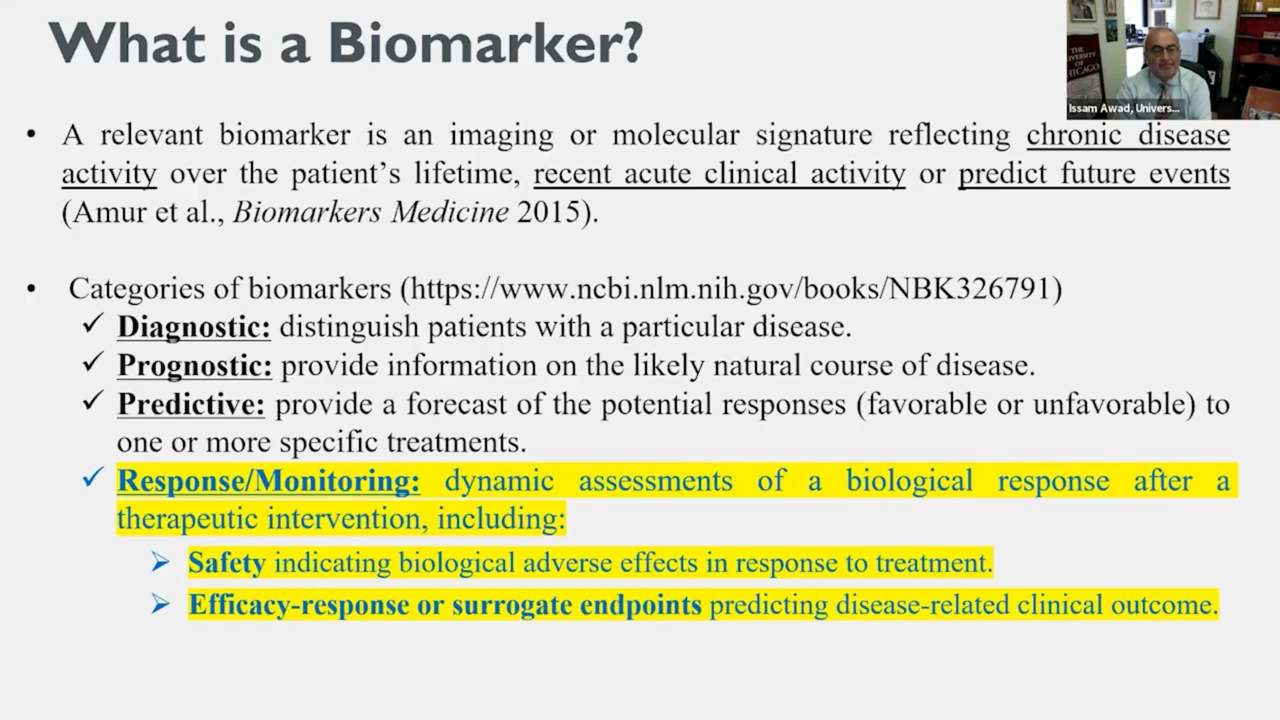 What is a Biomarker?
THE
UNIVERSITY
OF
CHICAGO
Issam Awad, Univers...
• A relevant biomarker is an imaging or molecular signature reflecting chronic disease
activity over the patient’s lifetime, recent acute clinical activity or predict future events
(Amur et al., Biomarkers Medicine 2015).
• Categories of biomarkers (https://www.ncbi.nlm.nih.gov/books/NBK326791)
✓ Diagnostic: distinguish patients with a particular disease.
✓ Prognostic: provide information on the likely natural course of disease.
✓ Predictive: provide a forecast of the potential responses (favorable or unfavorable) to
one or more specific treatments.
✓ Response/Monitoring: dynamic assessments of a biological response after a
therapeutic intervention, including:
➢ Safety indicating biological adverse effects in response to treatment.
➢ Efficacy-response or surrogate endpoints predicting disease-related clinical outcome.